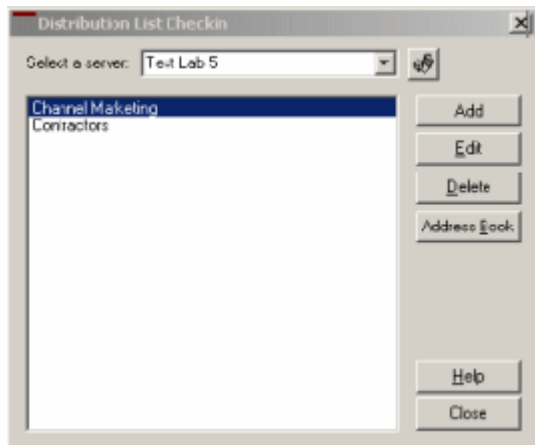 Distribution List Checkin
Select a server: Test Lab 5
Channel Marketing
Contractors
Add
Edit
Delete
Address Book
Help
Close